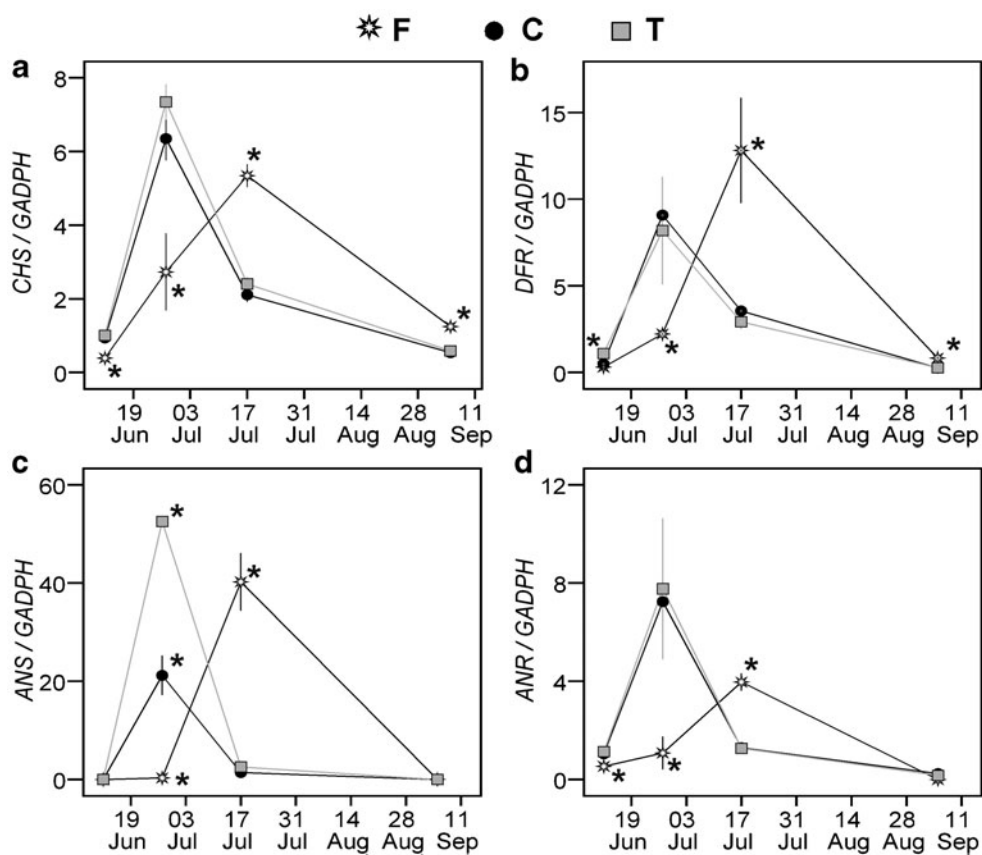 F C T
a
8
6
4
2
0
CHS / GADPH
* * * *
19 03 17 31 14 28 11
Jun Jul Jul Jul Aug Aug Sep
b
15
10
5
0
DFR / GADPH
* * * *
19 03 17 31 14 28 11
Jun Jul Jul Jul Aug Aug Sep
c
60
40
20
0
ANS / GADPH
* * * *
19 03 17 31 14 28 11
Jun Jul Jul Jul Aug Aug Sep
d
12
8
4
0
ANR / GADPH
* * *
19 03 17 31 14 28 11
Jun Jul Jul Jul Aug Aug Sep